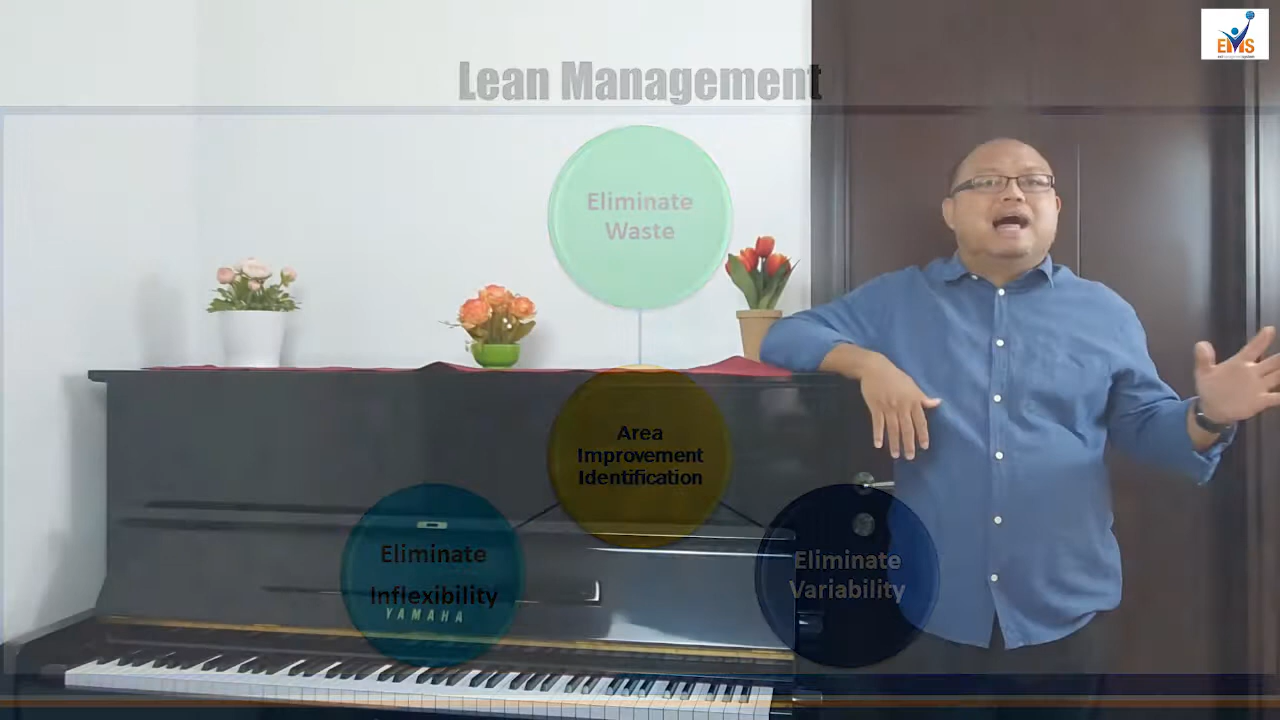 EMS
Lean Management
Eliminate
Waste
Area
Improvement
Identification
Eliminate
Inflexibility
Eliminate
Variability
YAMAHA